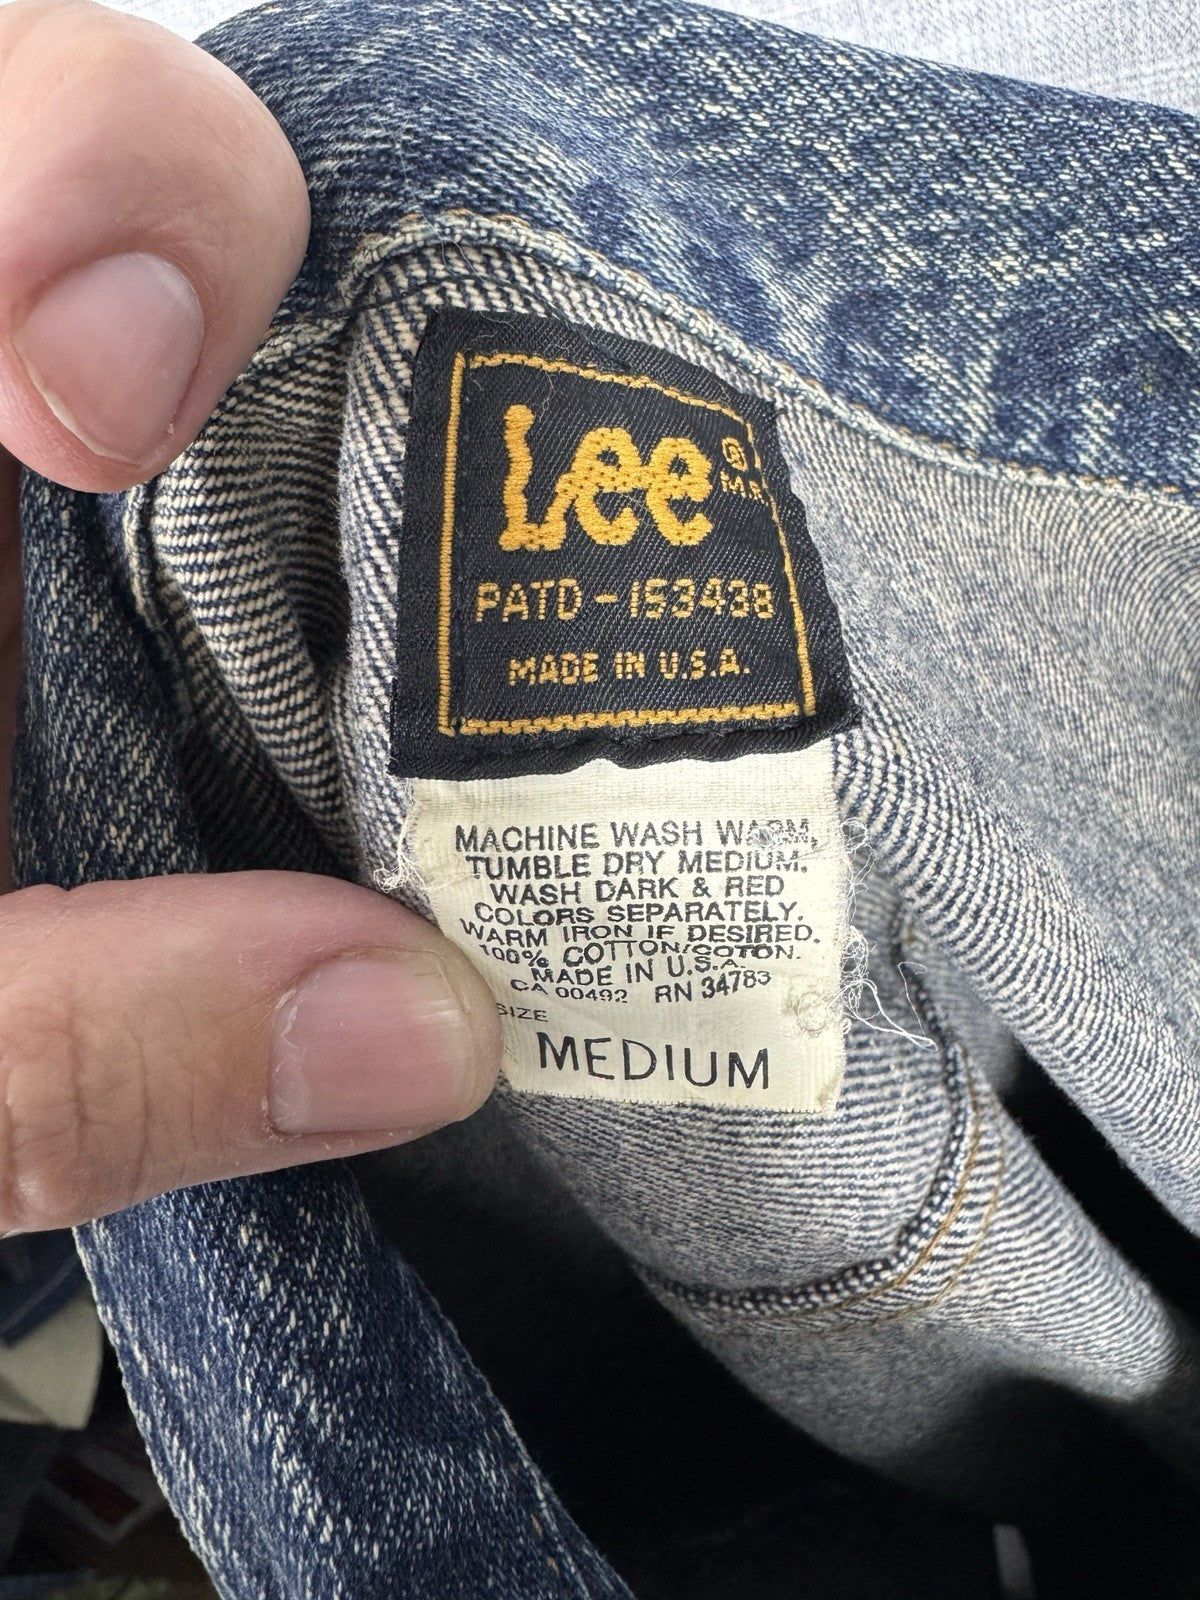 Lee ®
M.R.
PATD-153438
MADE IN U.S.A.
MACHINE WASH WARM,
TUMBLE DRY MEDIUM.
WASH DARK & RED
COLORS SEPARATELY.
WARM IRON IF DESIRED.
100% COTTON/COTON.
MADE IN U.S.A.
CA 00492 RN 34783
SIZE
MEDIUM